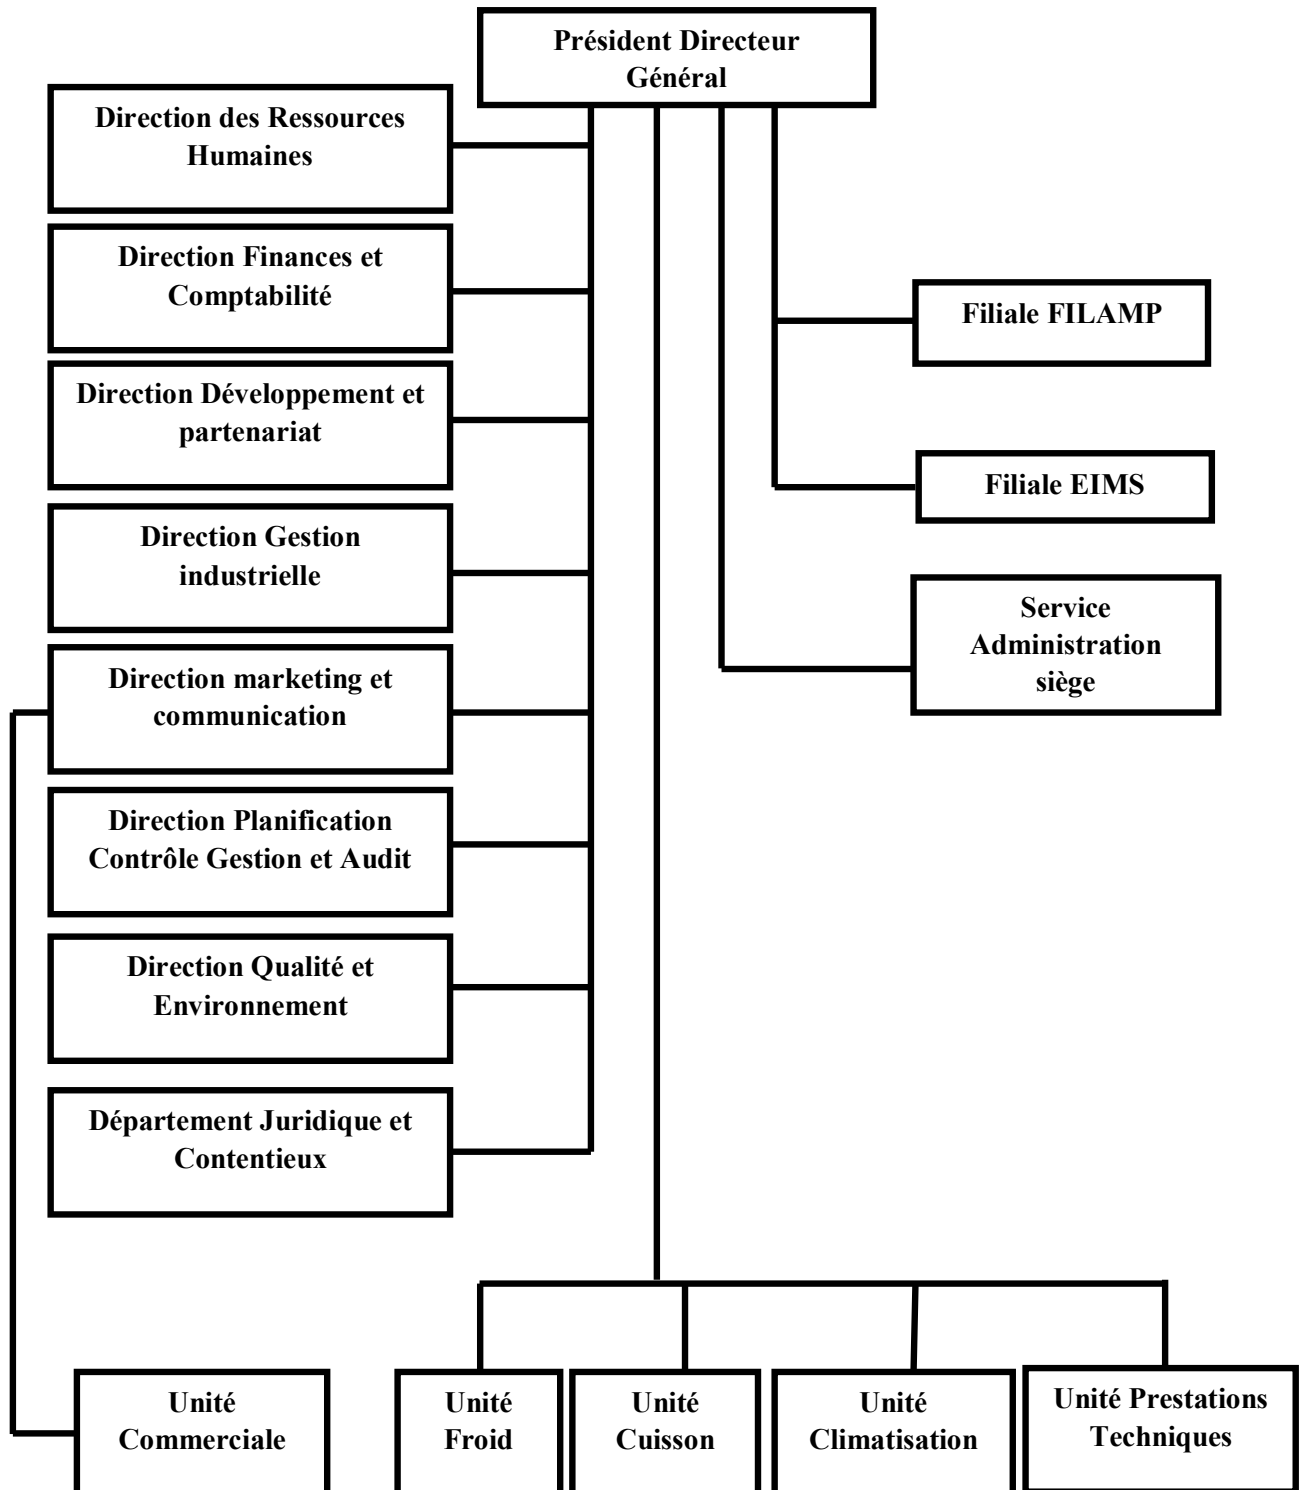 Président Directeur
Général
Direction des Ressources
Humaines
Direction Finances et
Comptabilité
Direction Développement et
partenariat
Direction Gestion
industrielle
Direction marketing et
communication
Direction Planification
Contrôle Gestion et Audit
Direction Qualité et
Environnement
Département Juridique et
Contentieux
Filiale FILAMP
Filiale EIMS
Service
Administration
siège
Unité
Commerciale
Unité
Froid
Unité
Cuisson
Unité
Climatisation
Unité Prestations
Techniques